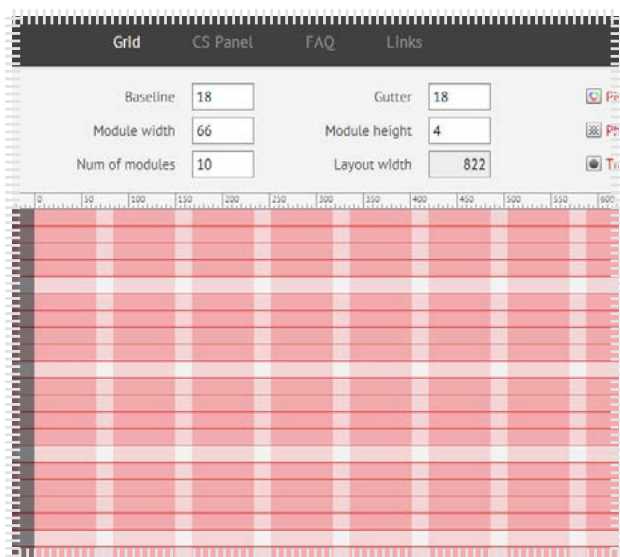 Grid CS Panel FAQ Links
Baseline 18 Gutter 18
Module width 66 Module height 4
Num of modules 10 Layout width 822
0 50 100 150 200 250 300 350 400 450 500 550 600